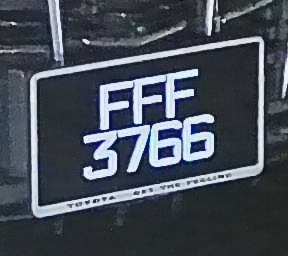 FFF
3766
TOYOTA GET THE FEELING